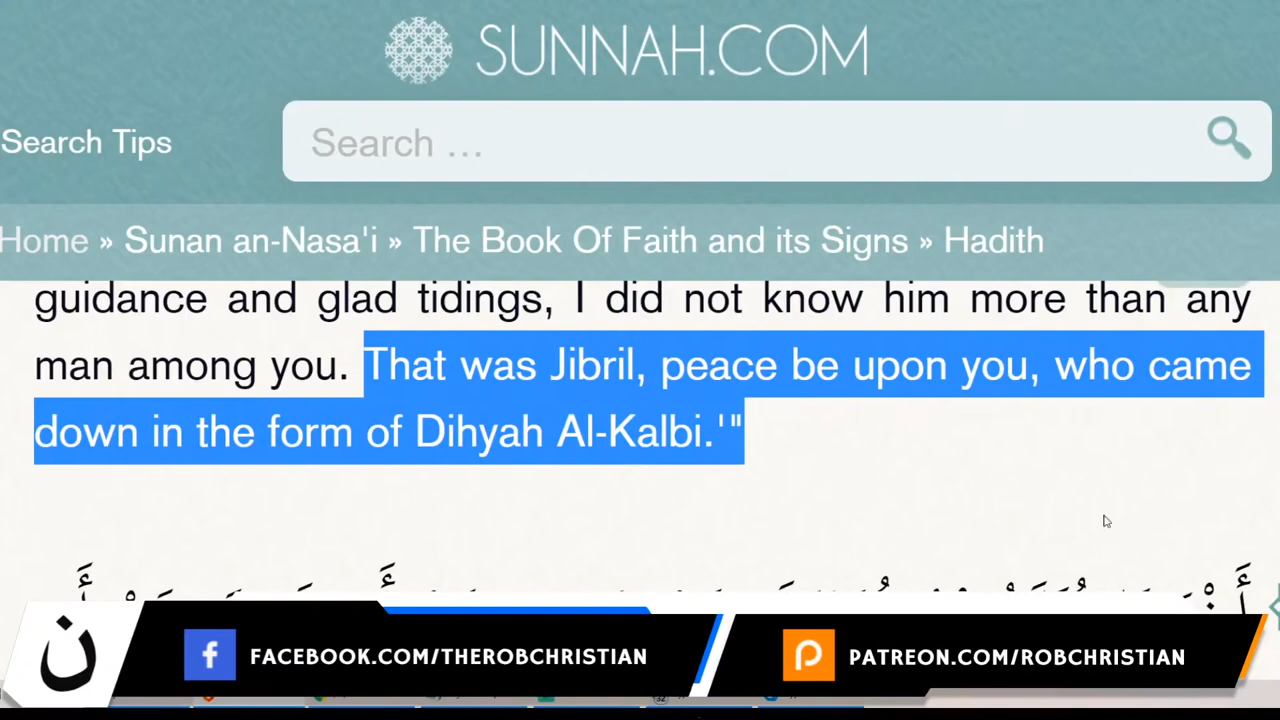 SUNNAH.COM
Search Tips
Search ...
Home » Sunan an-Nasa'i » The Book Of Faith and its Signs » Hadith
guidance and glad tidings, I did not know him more than any
man among you. That was Jibril, peace be upon you, who came
down in the form of Dihyah Al-Kalbi.'"
ن
f FACEBOOK.COM/THEROBCHRISTIAN
PATREON.COM/ROBCHRISTIAN